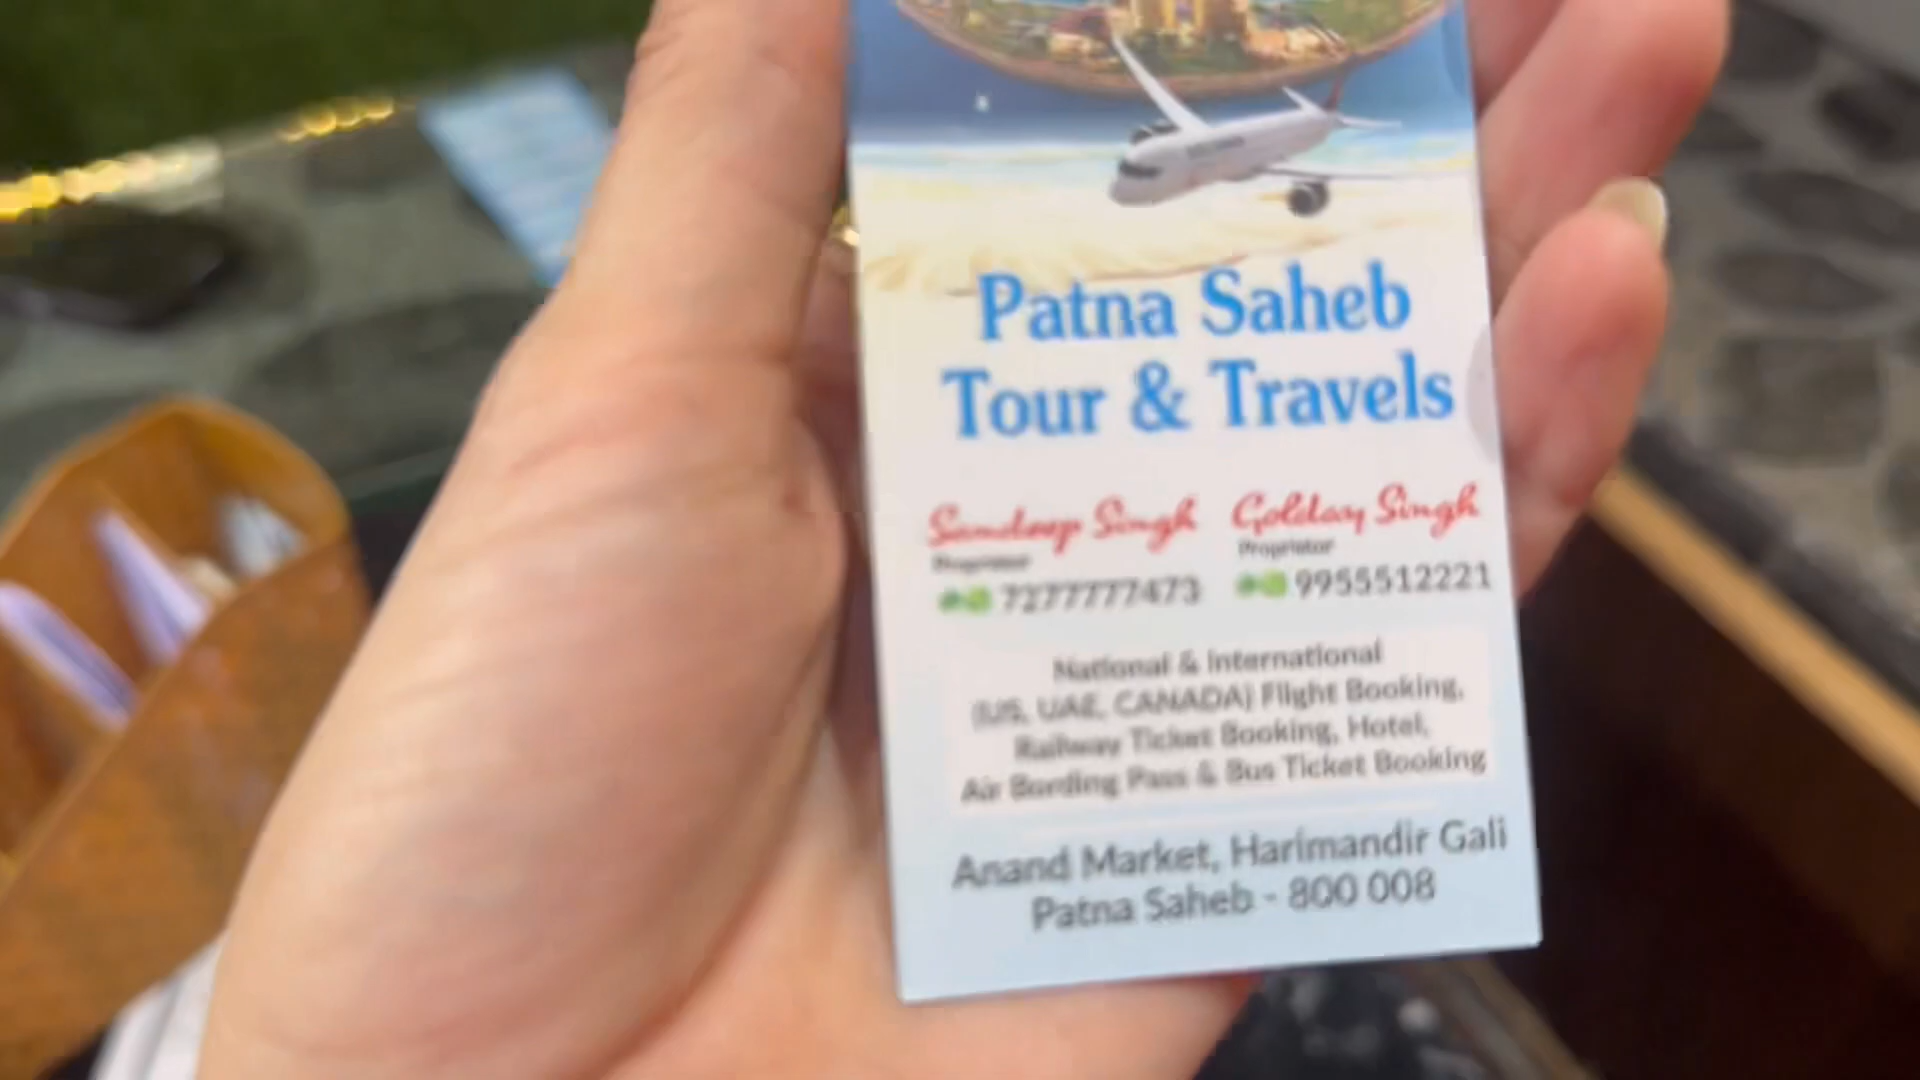 Patna Saheb
Tour & Travels
Sandeep Singh Golday Singh
Proprietor Proprietor
7277777473 9955512221
National & International
(US, UAE, CANADA) Flight Booking,
Railway Ticket Booking, Hotel,
Air Bording Pass & Bus Ticket Booking
Anand Market, Harimandir Gali
Patna Saheb - 800 008